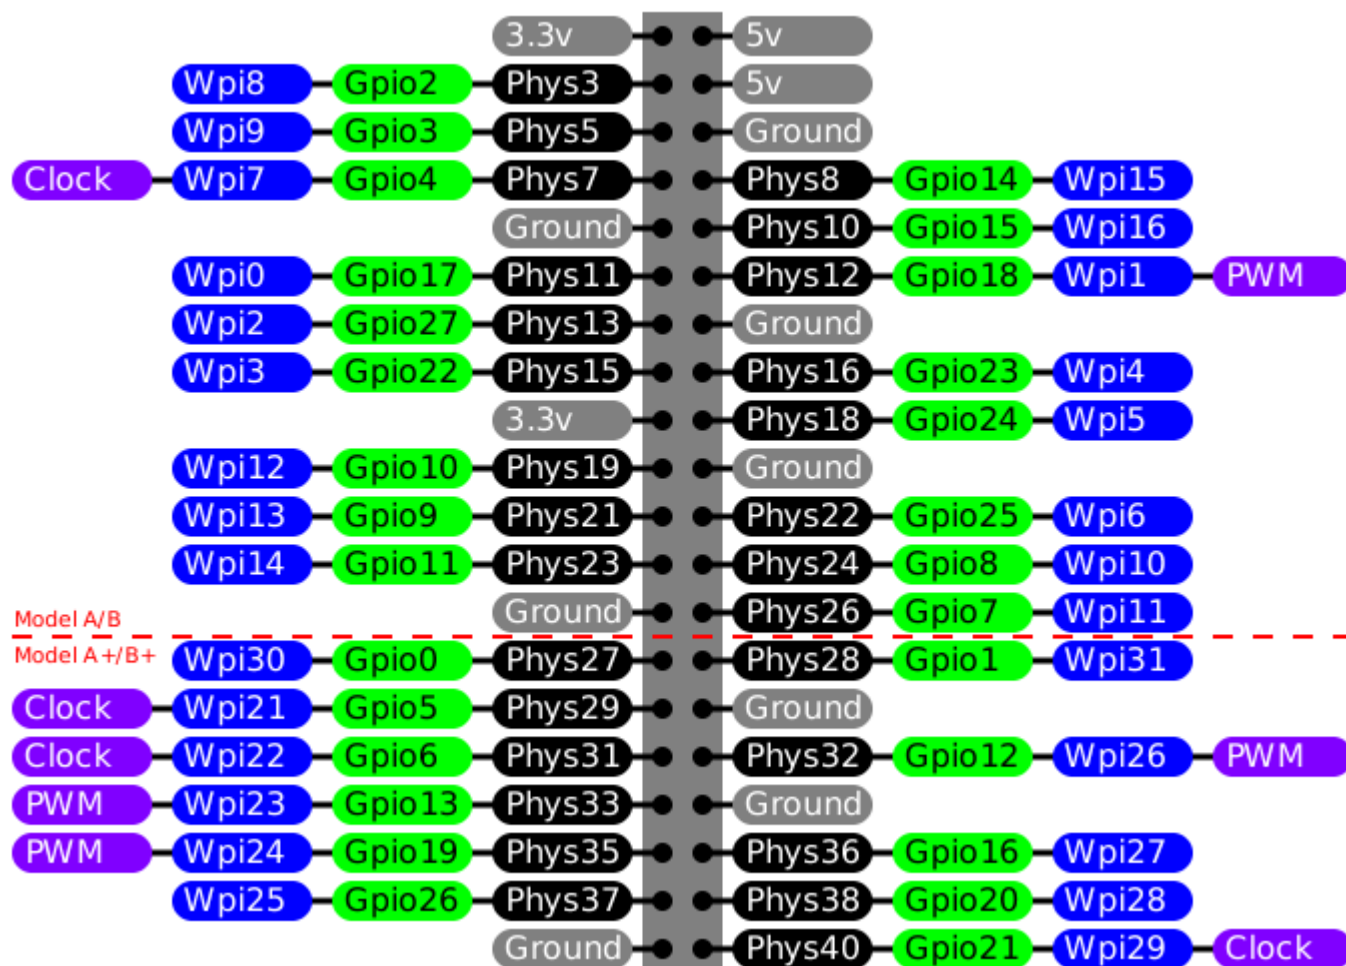 3.3v 5v
Wpi8 Gpio2 Phys3 5v
Wpi9 Gpio3 Phys5 Ground
Clock Wpi7 Gpio4 Phys7 Phys8 Gpio14 Wpi15
Ground Phys10 Gpio15 Wpi16
Wpi0 Gpio17 Phys11 Phys12 Gpio18 Wpi1 PWM
Wpi2 Gpio27 Phys13 Ground
Wpi3 Gpio22 Phys15 Phys16 Gpio23 Wpi4
3.3v Phys18 Gpio24 Wpi5
Wpi12 Gpio10 Phys19 Ground
Wpi13 Gpio9 Phys21 Phys22 Gpio25 Wpi6
Wpi14 Gpio11 Phys23 Phys24 Gpio8 Wpi10
Ground Phys26 Gpio7 Wpi11
Model A/B
Model A+/B+
Wpi30 Gpio0 Phys27 Phys28 Gpio1 Wpi31
Clock Wpi21 Gpio5 Phys29 Ground
Clock Wpi22 Gpio6 Phys31 Phys32 Gpio12 Wpi26 PWM
PWM Wpi23 Gpio13 Phys33 Ground
PWM Wpi24 Gpio19 Phys35 Phys36 Gpio16 Wpi27
Wpi25 Gpio26 Phys37 Phys38 Gpio20 Wpi28
Ground Phys40 Gpio21 Wpi29 Clock